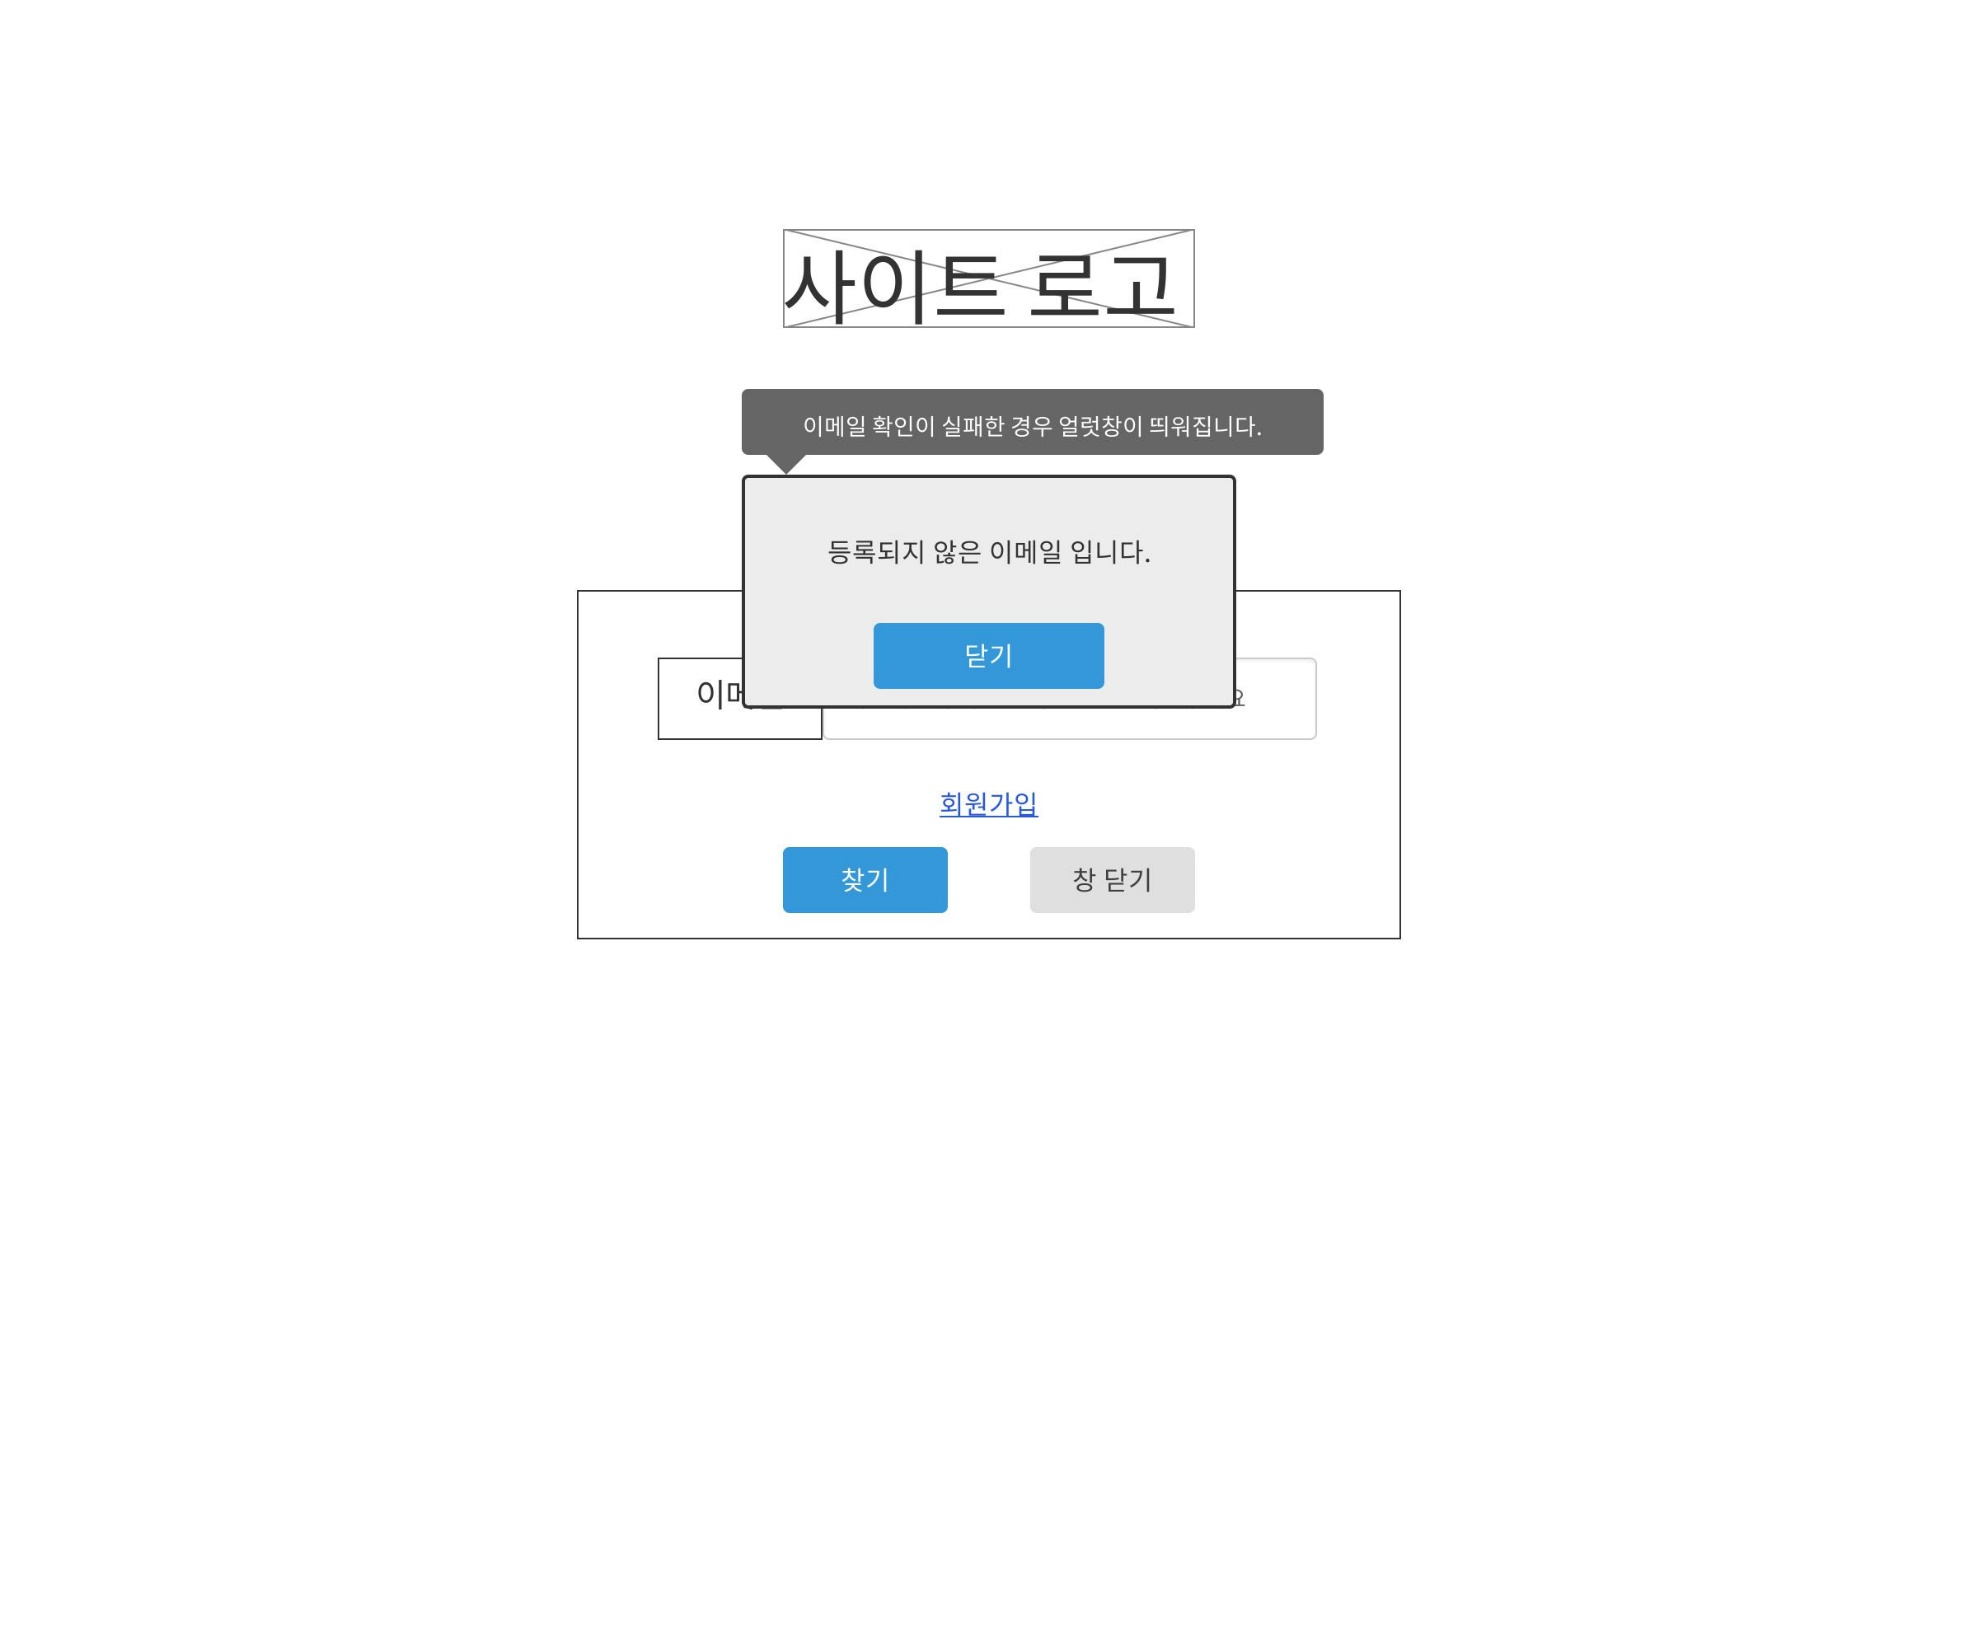 사이트 로고
이메일 확인이 실패한 경우 얼럿창이 띄워집니다.
등록되지 않은 이메일 입니다.
닫기
회원가입
찾기
창 닫기